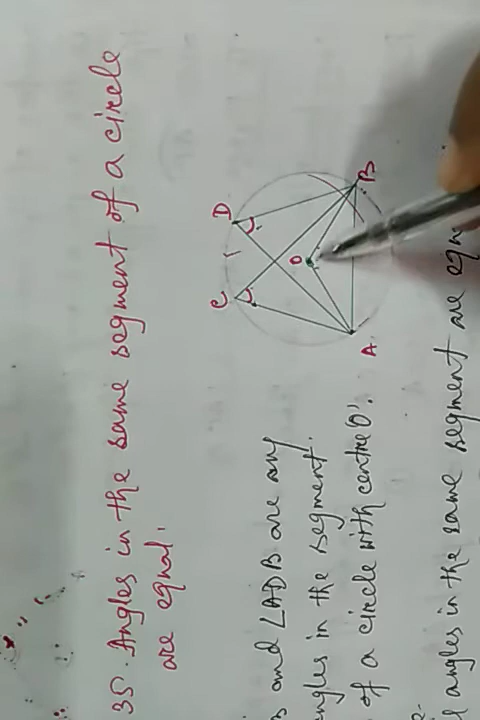 35. Angles in the same segment of a circle
are equal'
D
C
O
B
A
and ∠ADB are any
angles in the segment.
of a circle with centre 'O'.
angles in the same segment are